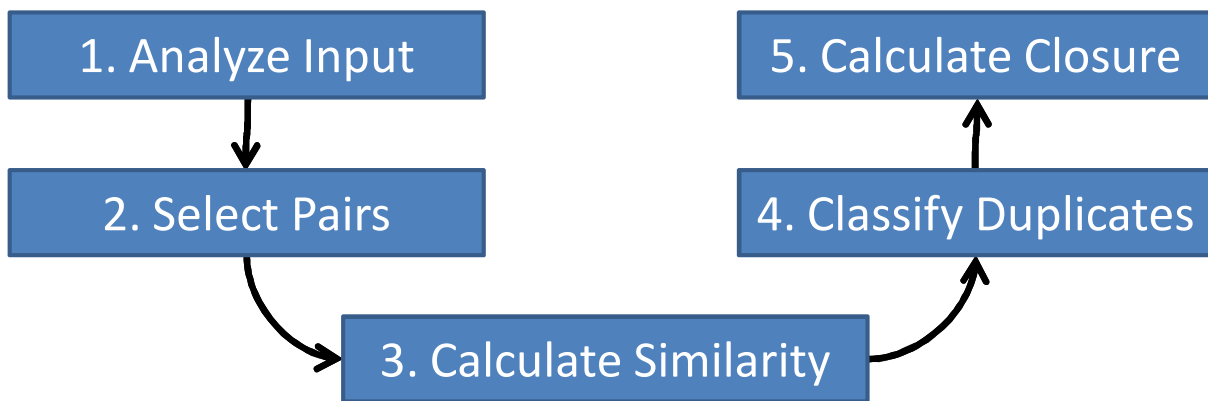 1. Analyze Input
2. Select Pairs
3. Calculate Similarity
4. Classify Duplicates
5. Calculate Closure